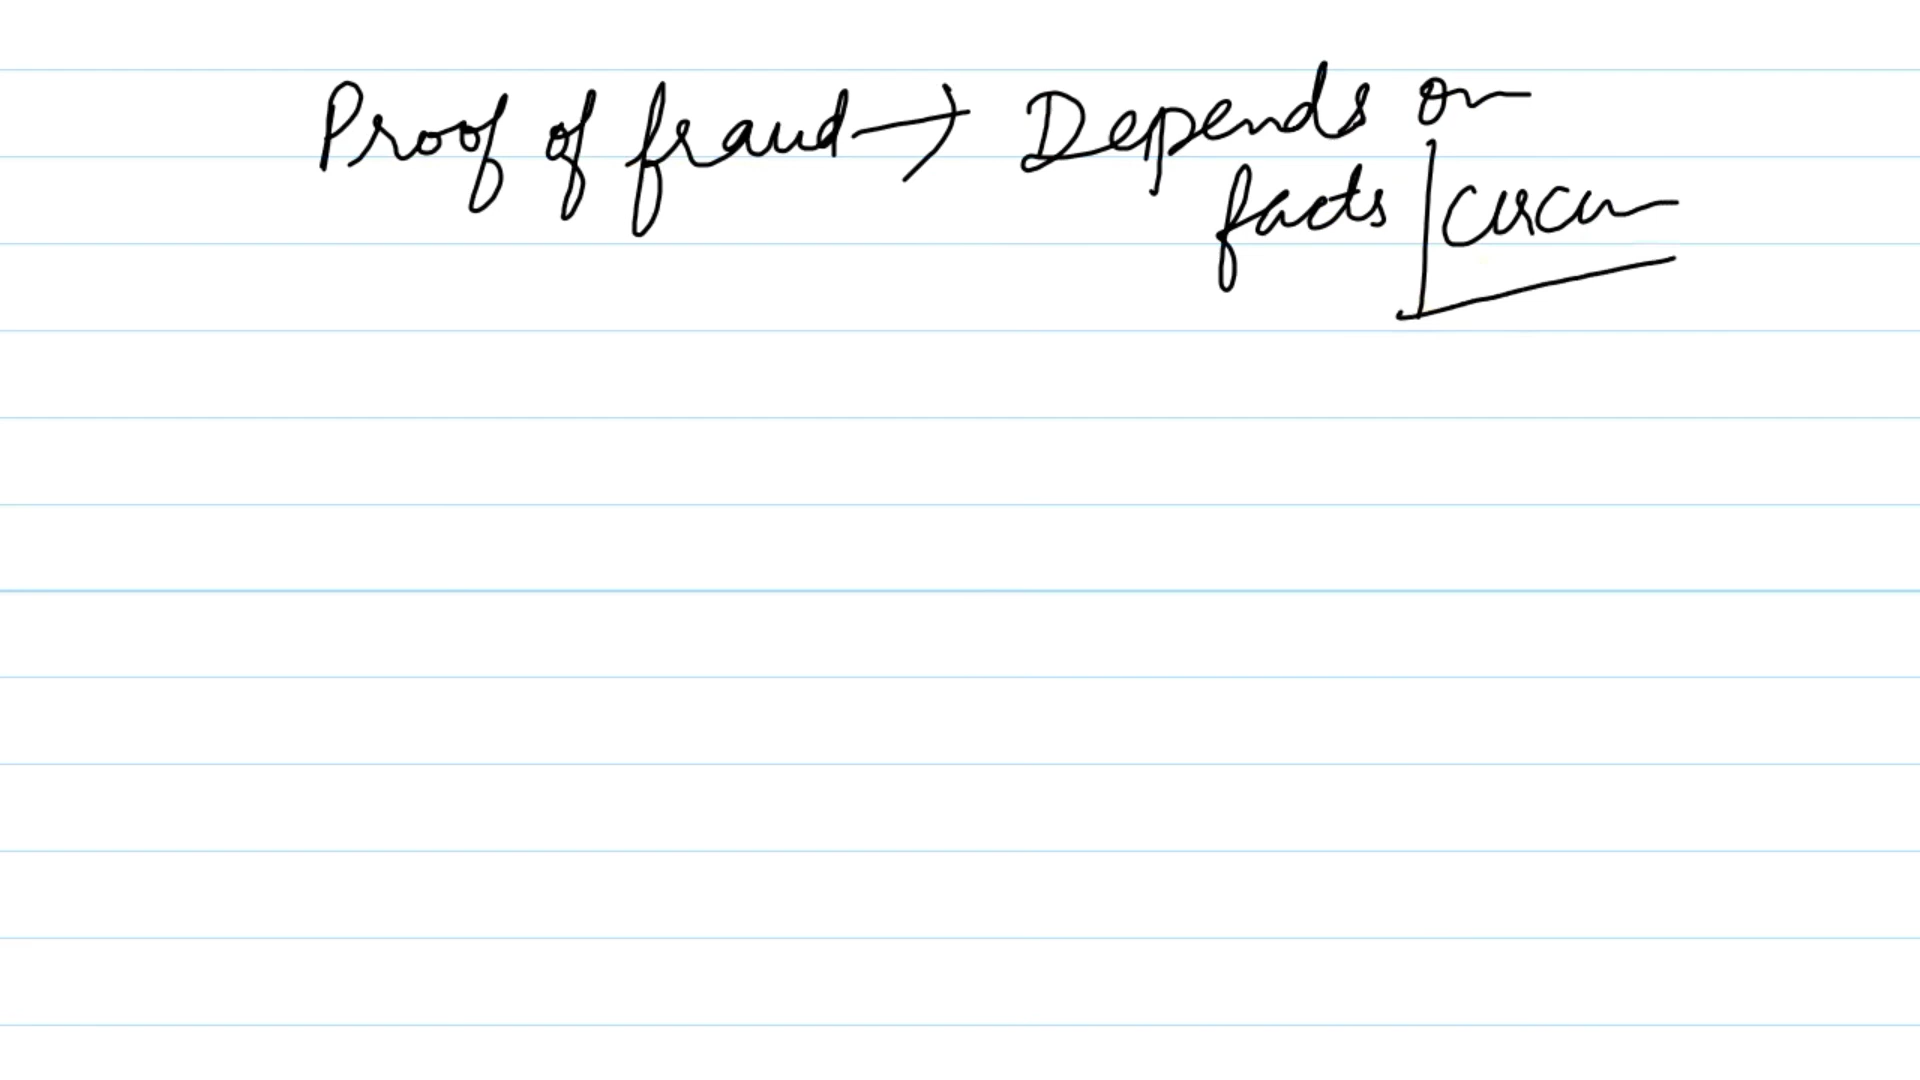 Proof of fraud → Depends on
facts / circu